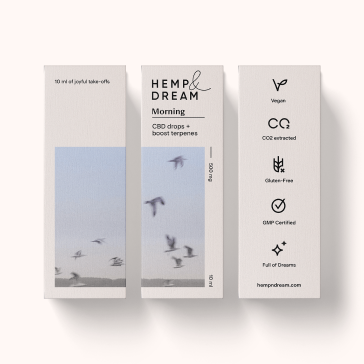 10 ml of joyful take-offs
HEMP&
DREAM
Morning
CBD drops +
boost terpenes
500 mg
10 ml
Vegan
CO2
CO2 extracted
Gluten-Free
GMP Certified
Full of Dreams
hempndream.com